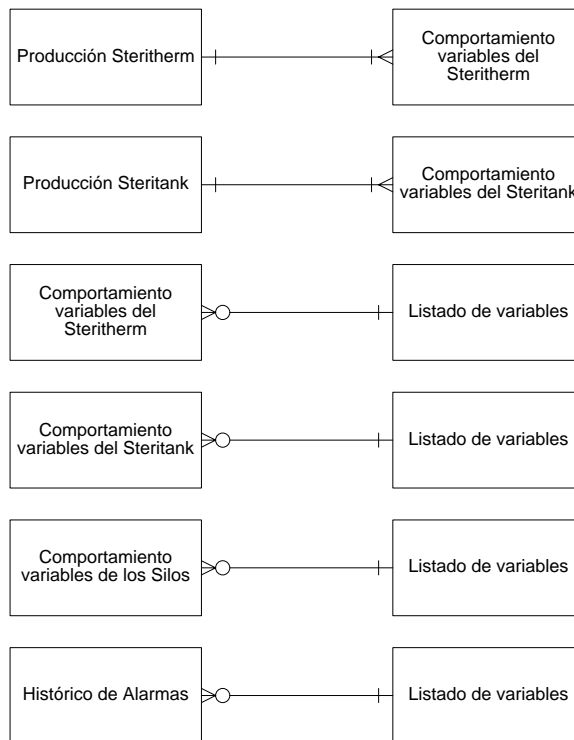 Producción Steritherm
Comportamiento
variables del
Steritherm
Producción Steritank
Comportamiento
variables del Steritank
Comportamiento
variables del
Steritherm
Listado de variables
Comportamiento
variables del Steritank
Listado de variables
Comportamiento
variables de los Silos
Listado de variables
Histórico de Alarmas
Listado de variables